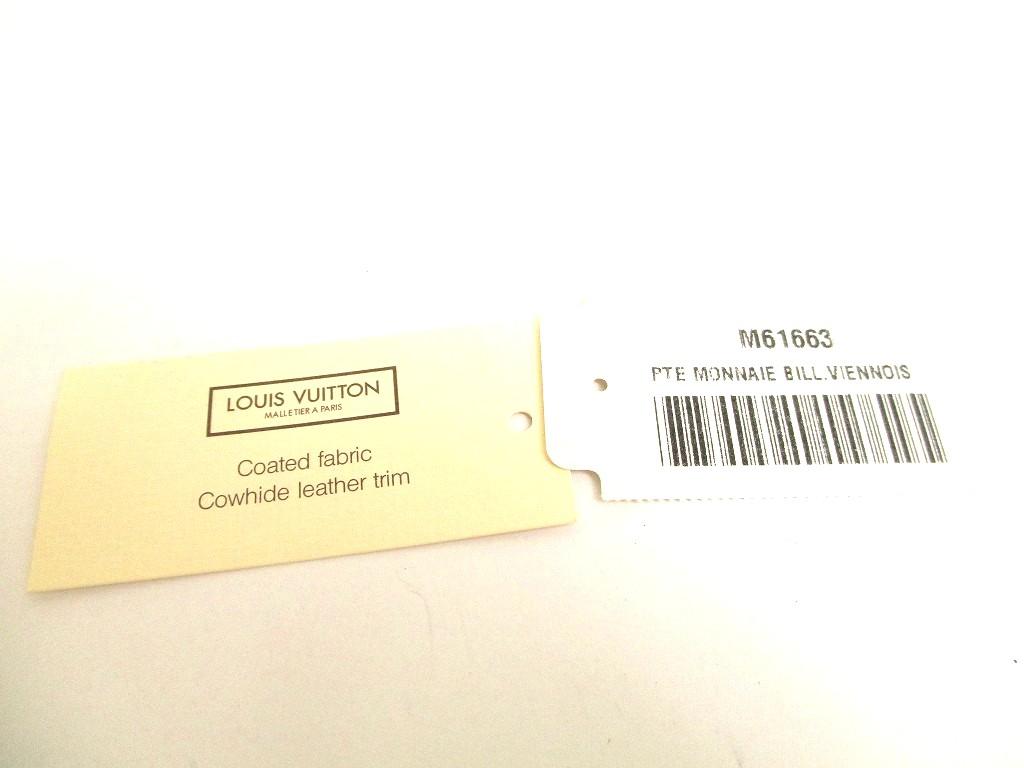 LOUIS VUITTON
MALLETIER A PARIS
Coated fabric
Cowhide leather trim
M61663
PTE MONNAIE BILL.VIENNOIS